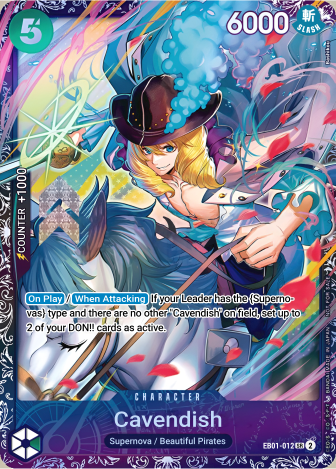 5
6000
斬
SLASH
COUNTER +1000
On Play / When Attacking If your Leader has the {Superno-
vas} type and there are no other "Cavendish" on field, set up to
2 of your DON!! cards as active.
CHARACTER
Cavendish
Supernova / Beautiful Pirates
EB01-012 SR 2